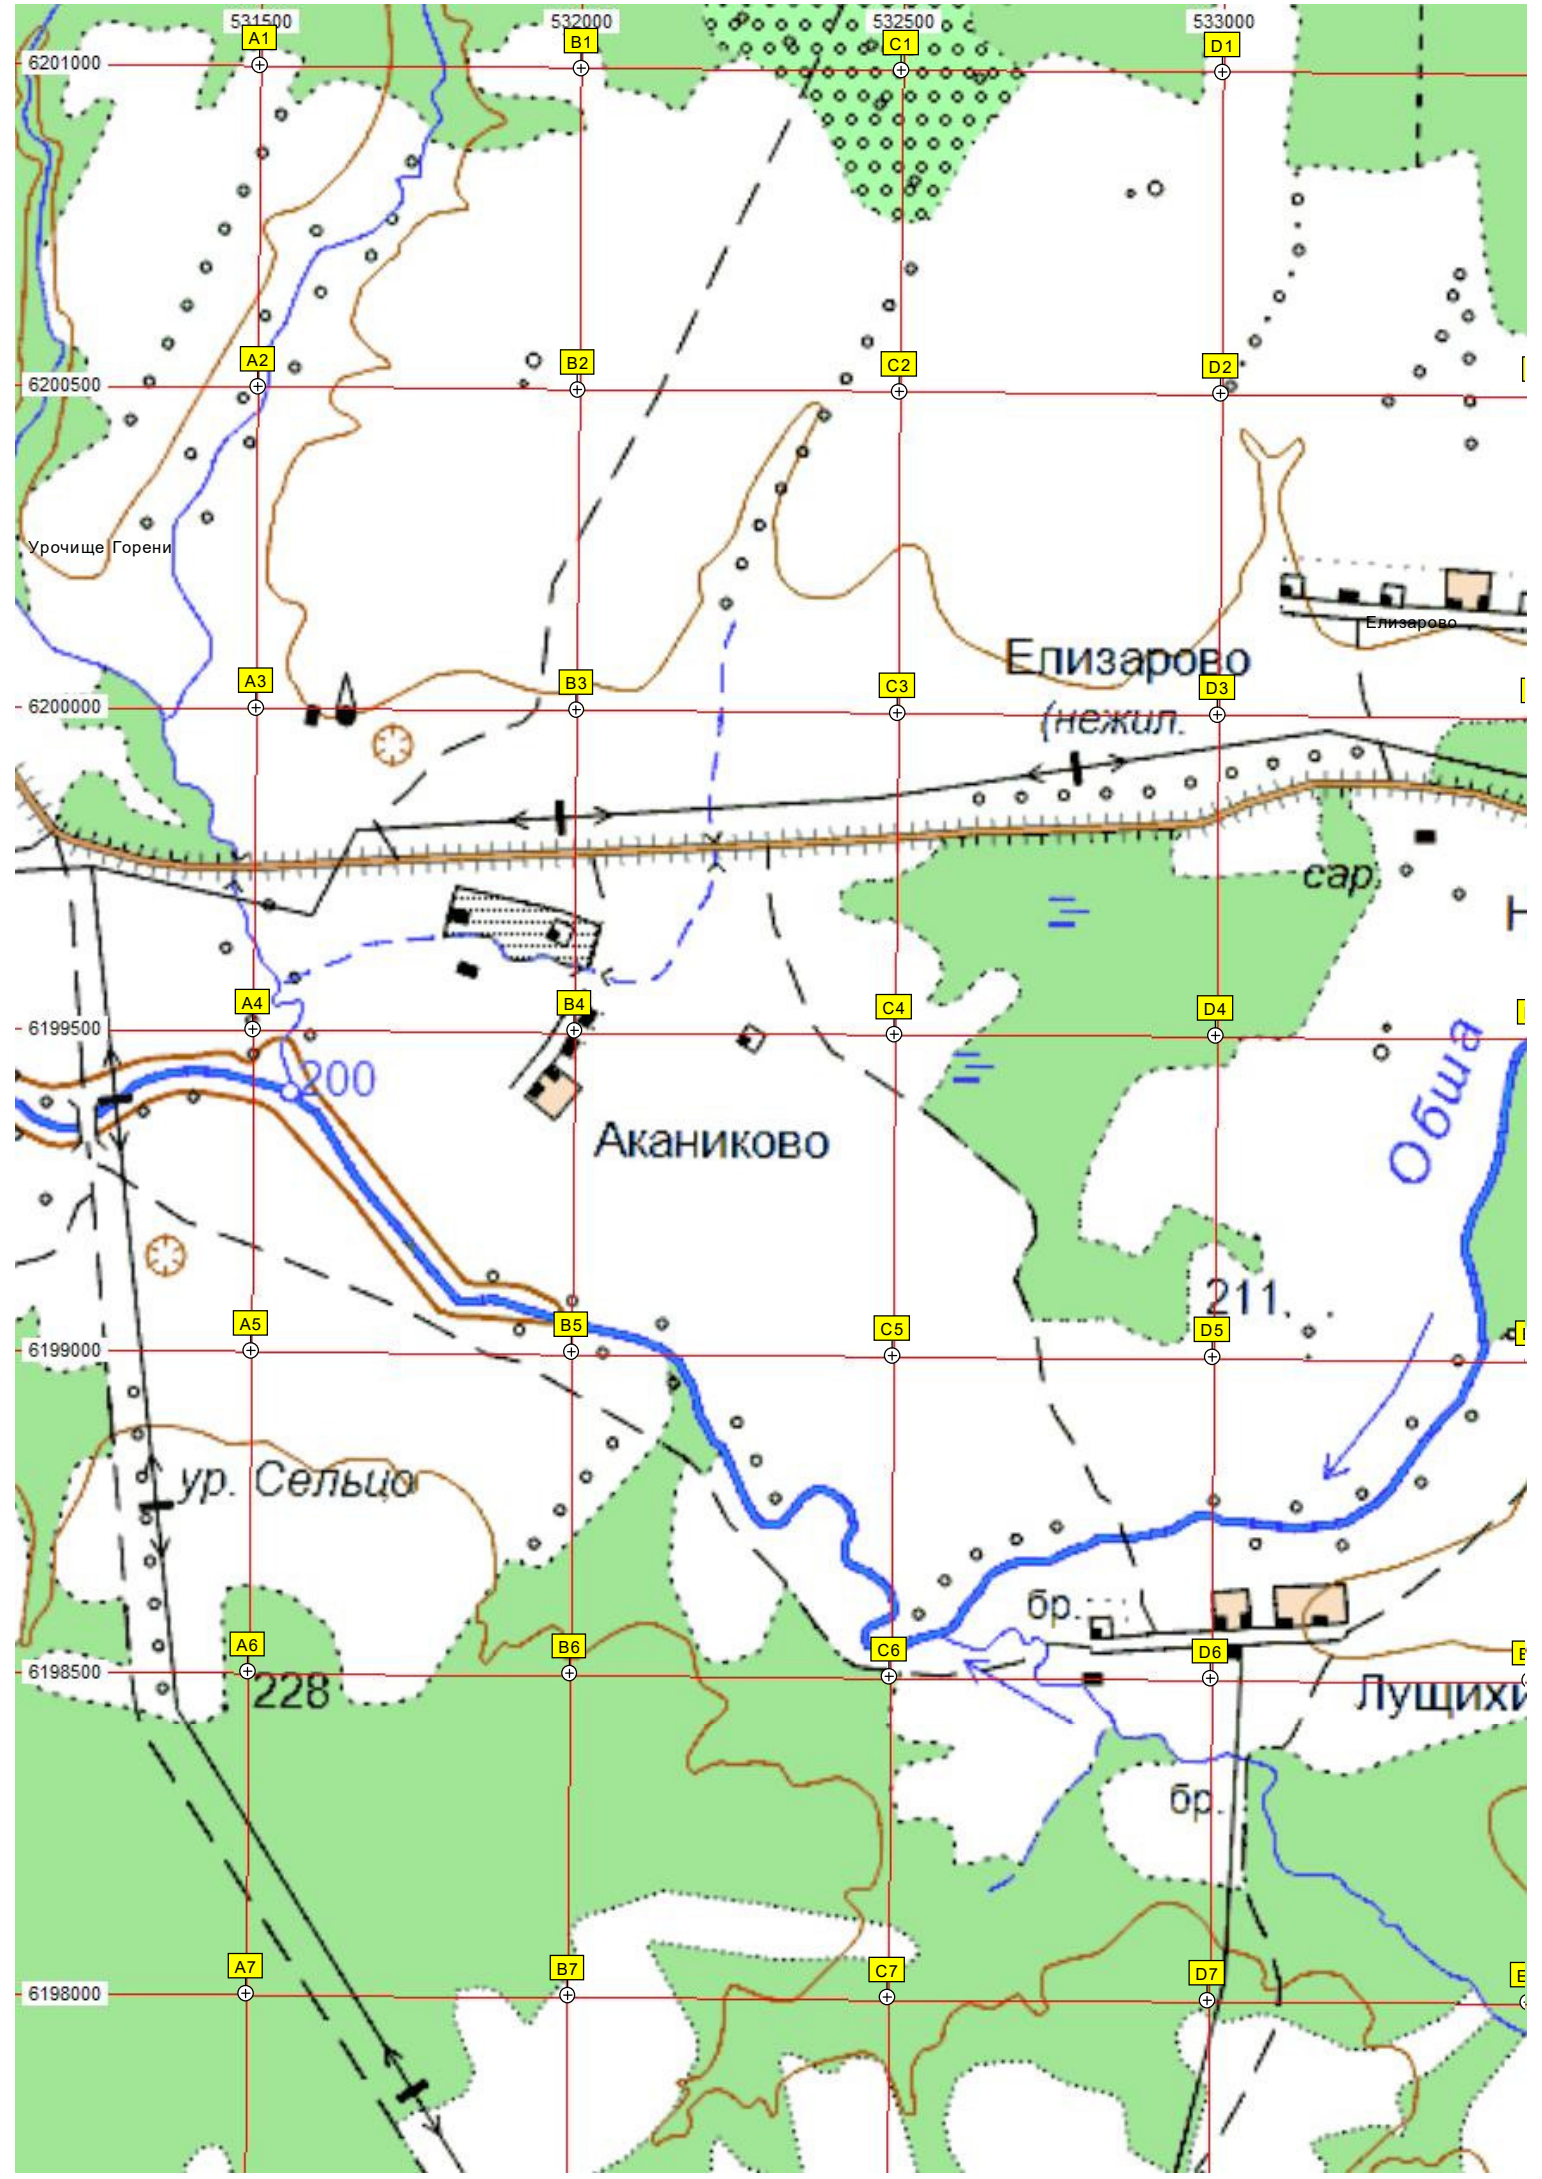 531500 532000 532500 533000
A1 B1 C1 D1
6201000
A2 B2 C2 D2
6200500
Урочище Горени
Елизарово
Елизарово
A3 B3 C3 D3
6200000
(нежил.
сар.
Н
A4 B4 C4 D4
6199500
200
Обша
Аканиково
211.
A5 B5 C5 D5
6199000
ур. Сельцо
бр.
A6 B6 C6 D6
6198500
228
Лущихи
бр.
A7 B7 C7 D7 E
6198000